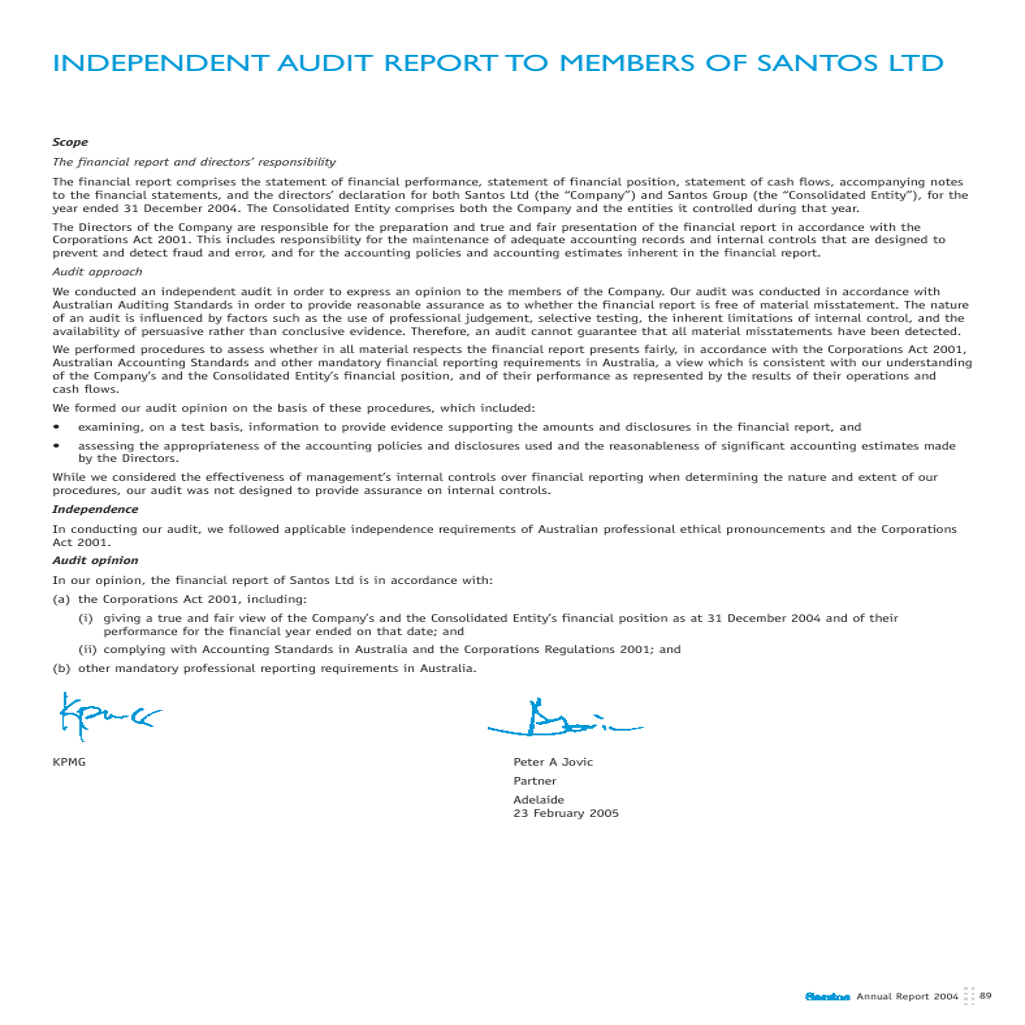 INDEPENDENT AUDIT REPORT TO MEMBERS OF SANTOS LTD
Scope
The financial report and directors' responsibility
The financial report comprises the statement of financial performance, statement of financial position, statement of cash flows, accompanying notes
to the financial statements, and the directors' declaration for both Santos Ltd (the "Company") and Santos Group (the "Consolidated Entity"), for the
year ended 31 December 2004. The Consolidated Entity comprises both the Company and the entities it controlled during that year.
The Directors of the Company are responsible for the preparation and true and fair presentation of the financial report in accordance with the
Corporations Act 2001. This includes responsibility for the maintenance of adequate accounting records and internal controls that are designed to
prevent and detect fraud and error, and for the accounting policies and accounting estimates inherent in the financial report.
Audit approach
We conducted an independent audit in order to express an opinion to the members of the Company. Our audit was conducted in accordance with
Australian Auditing Standards in order to provide reasonable assurance as to whether the financial report is free of material misstatement. The nature
of an audit is influenced by factors such as the use of professional judgement, selective testing, the inherent limitations of internal control, and the
availability of persuasive rather than conclusive evidence. Therefore, an audit cannot guarantee that all material misstatements have been detected.
We performed procedures to assess whether in all material respects the financial report presents fairly, in accordance with the Corporations Act 2001,
Australian Accounting Standards and other mandatory financial reporting requirements in Australia, a view which is consistent with our understanding
of the Company's and the Consolidated Entity's financial position, and of their performance as represented by the results of their operations and
cash flows.
We formed our audit opinion on the basis of these procedures, which included:
• examining, on a test basis, information to provide evidence supporting the amounts and disclosures in the financial report, and
• assessing the appropriateness of the accounting policies and disclosures used and the reasonableness of significant accounting estimates made
by the Directors.
While we considered the effectiveness of management's internal controls over financial reporting when determining the nature and extent of our
procedures, our audit was not designed to provide assurance on internal controls.
Independence
In conducting our audit, we followed applicable independence requirements of Australian professional ethical pronouncements and the Corporations
Act 2001.
Audit opinion
In our opinion, the financial report of Santos Ltd is in accordance with:
(a) the Corporations Act 2001, including:
(i) giving a true and fair view of the Company's and the Consolidated Entity's financial position as at 31 December 2004 and of their
performance for the financial year ended on that date; and
(ii) complying with Accounting Standards in Australia and the Corporations Regulations 2001; and
(b) other mandatory professional reporting requirements in Australia.
KPMG
KPMG
Peter A Jovic
Partner
Adelaide
23 February 2005
Santos Annual Report 2004 89